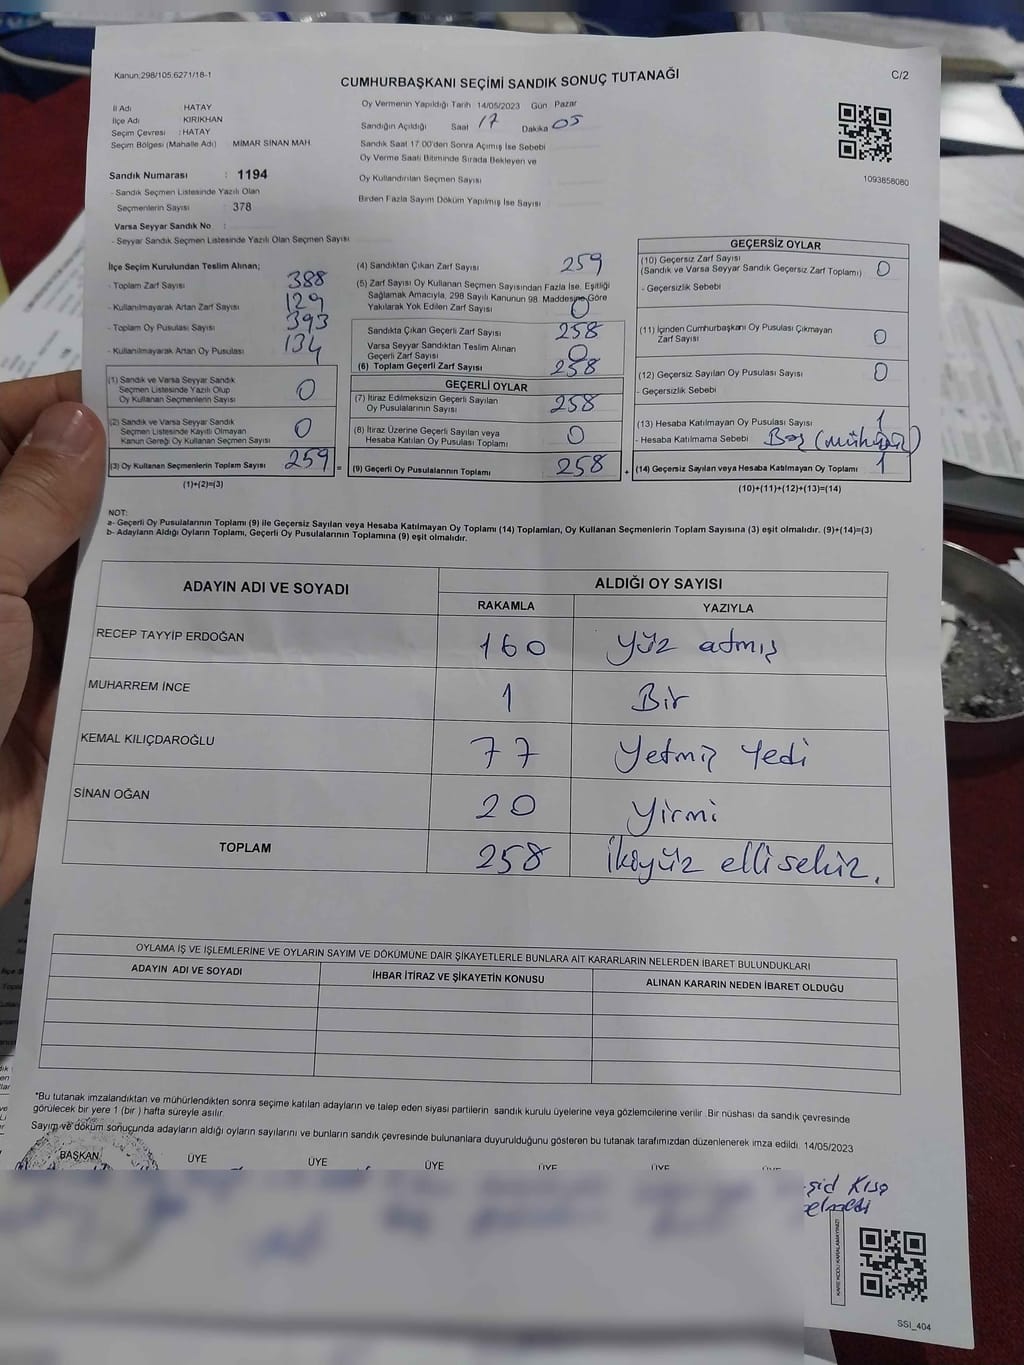 Kanun:298/105.6271/18-1
C/2
CUMHURBAŞKANI SEÇİMİ SANDIK SONUÇ TUTANAĞI
İl Adı HATAY
İlçe Adı KIRIKHAN
Seçim Çevresi : HATAY
Seçim Bölgesi (Mahalle Adı) MİMAR SİNAN MAH.
Sandık Numarası : 1194
- Sandık Seçmen Listesinde Yazılı Olan
Seçmenlerin Sayısı : 378
Varsa Seyyar Sandık No :
- Seyyar Sandık Seçmen Listesinde Yazılı Olan Seçmen Sayısı
Oy Vermenin Yapıldığı Tarih 14/05/2023 Gün Pazar
Sandığın Açıldığı Saat 17 Dakika 05
Sandık Saat 17.00'den Sonra Açımış İse Sebebi
Oy Verme Saati Bitiminde Sırada Bekleyen ve
Oy Kullandırılan Seçmen Sayısı
Birden Fazla Sayım Döküm Yapılmış İse Sayısı
1093858080
İlçe Seçim Kurulundan Teslim Alınan;
- Toplam Zarf Sayısı 388
- Kullanılmayarak Artan Zarf Sayısı 129
- Toplam Oy Pusulası Sayısı 393
- Kullanılmayarak Artan Oy Pusulası 134
(1) Sandık ve Varsa Seyyar Sandık
Seçmen Listesinde Yazılı Olup
Oy Kullanan Seçmenlerin Sayısı 0
(2) Sandık ve Varsa Seyyar Sandık
Seçmen Listesinde Kayıtlı Olmayan
Kanun Gereği Oy Kullanan Seçmen Sayısı 0
(3) Oy Kullanan Seçmenlerin Toplam Sayısı 259 =
(1)+(2)=(3)
(4) Sandıktan Çıkan Zarf Sayısı 259
(5) Zarf Sayısı Oy Kullanan Seçmen Sayısından Fazla İse, Eşitliği
Sağlamak Amacıyla, 298 Sayılı Kanunun 98. Maddesine Göre
Yakılarak Yok Edilen Zarf Sayısı 0
Sandıkta Çıkan Geçerli Zarf Sayısı 258
Varsa Seyyar Sandıktan Teslim Alınan
Geçerli Zarf Sayısı 0
(6) Toplam Geçerli Zarf Sayısı 258
GEÇERLİ OYLAR
(7) İtiraz Edilmeksizin Geçerli Sayılan
Oy Pusulalarının Sayısı 258
(8) İtiraz Üzerine Geçerli Sayılan veya
Hesaba Katılan Oy Pusulası Toplamı 0
(9) Geçerli Oy Pusulalarının Toplamı 258 +
GEÇERSİZ OYLAR
(10) Geçersiz Zarf Sayısı
(Sandık ve Varsa Seyyar Sandık Geçersiz Zarf Toplamı) 0
- Geçersizlik Sebebi
(11) İçinden Cumhurbaşkanı Oy Pusulası Çıkmayan
Zarf Sayısı 0
(12) Geçersiz Sayılan Oy Pusulası Sayısı 0
- Geçersizlik Sebebi
(13) Hesaba Katılmayan Oy Pusulası Sayısı 1
- Hesaba Katılmama Sebebi Boş (mühürsüz)
(14) Geçersiz Sayılan veya Hesaba Katılmayan Oy Toplamı 1
(10)+(11)+(12)+(13)=(14)
NOT:
a- Geçerli Oy Pusulalarının Toplamı (9) ile Geçersiz Sayılan veya Hesaba Katılmayan Oy Toplamı (14) Toplamları, Oy Kullanan Seçmenlerin Toplam Sayısına (3) eşit olmalıdır. (9)+(14)=(3)
b- Adayların Aldığı Oyların Toplamı, Geçerli Oy Pusulalarının Toplamına (9) eşit olmalıdır.
ADAYIN ADI VE SOYADI ALDIĞI OY SAYISI
RAKAMLA YAZIYLA
RECEP TAYYİP ERDOĞAN 160 Yüz atmış
MUHARREM İNCE 1 Bir
KEMAL KILIÇDAROĞLU 77 Yetmiş Yedi
SİNAN OĞAN 20 Yirmi
TOPLAM 258 İkiyüz elli sekiz.
OYLAMA İŞ VE İŞLEMLERİNE VE OYLARIN SAYIM VE DÖKÜMÜNE DAİR ŞİKAYETLERLE BUNLARA AİT KARARLARIN NELERDEN İBARET BULUNDUKLARI
ADAYIN ADI VE SOYADI İHBAR İTİRAZ VE ŞİKAYETİN KONUSU ALINAN KARARIN NEDEN İBARET OLDUĞU
*Bu tutanak imzalandıktan ve mühürlendikten sonra seçime katılan adayların ve talep eden siyasi partilerin sandık kurulu üyelerine veya gözlemcilerine verilir. Bir nüshası da sandık çevresinde
görülecek bir yere 1 (bir ) hafta süreyle asılır.
Sayım ve döküm sonucunda adayların aldığı oyların sayılarını ve bunların sandık çevresinde bulunanlara duyurulduğunu gösteren bu tutanak tarafımızdan düzenlenerek imza edildi. 14/05/2023
BAŞKAN ÜYE ÜYE ÜYE ÜYE ÜYE ÜYE
SSI_404